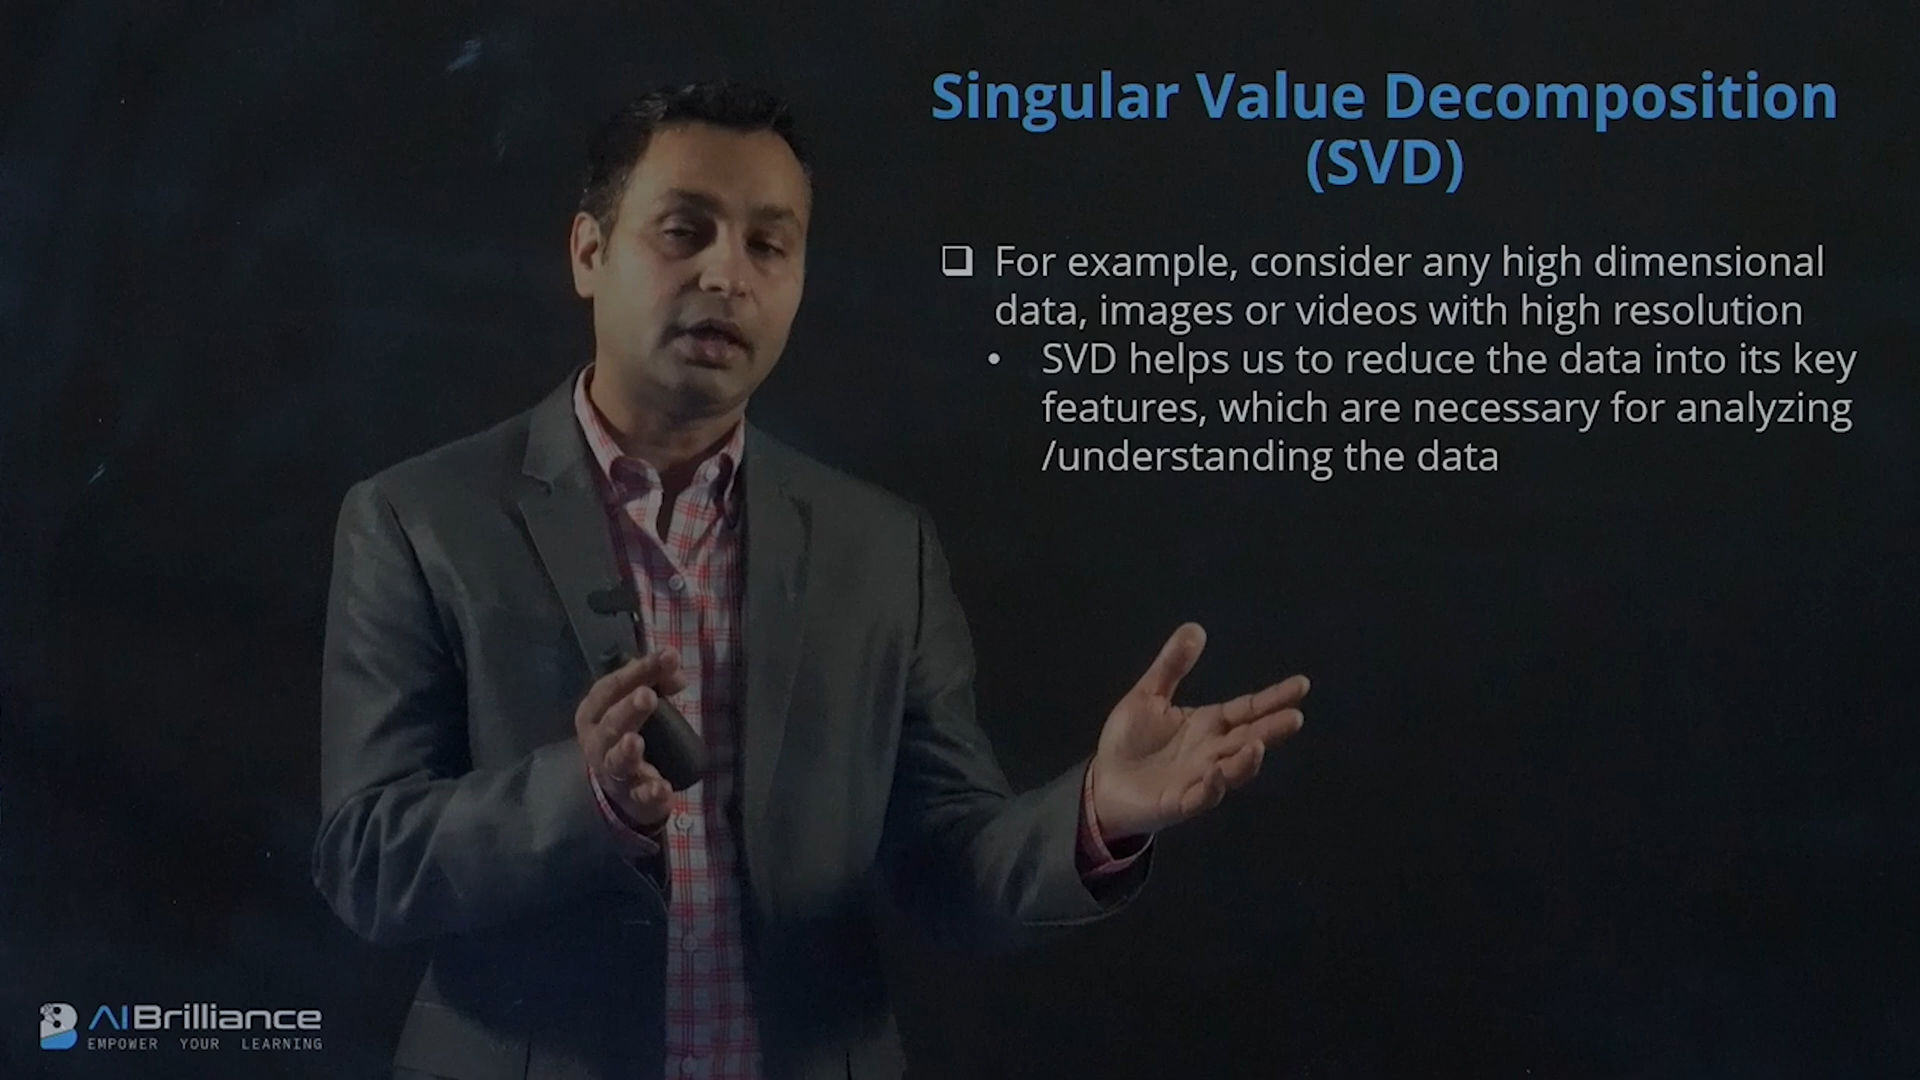 Singular Value Decomposition
(SVD)
❑ For example, consider any high dimensional
data, images or videos with high resolution
• SVD helps us to reduce the data into its key
features, which are necessary for analyzing
/understanding the data
AIBrilliance
EMPOWER YOUR LEARNING